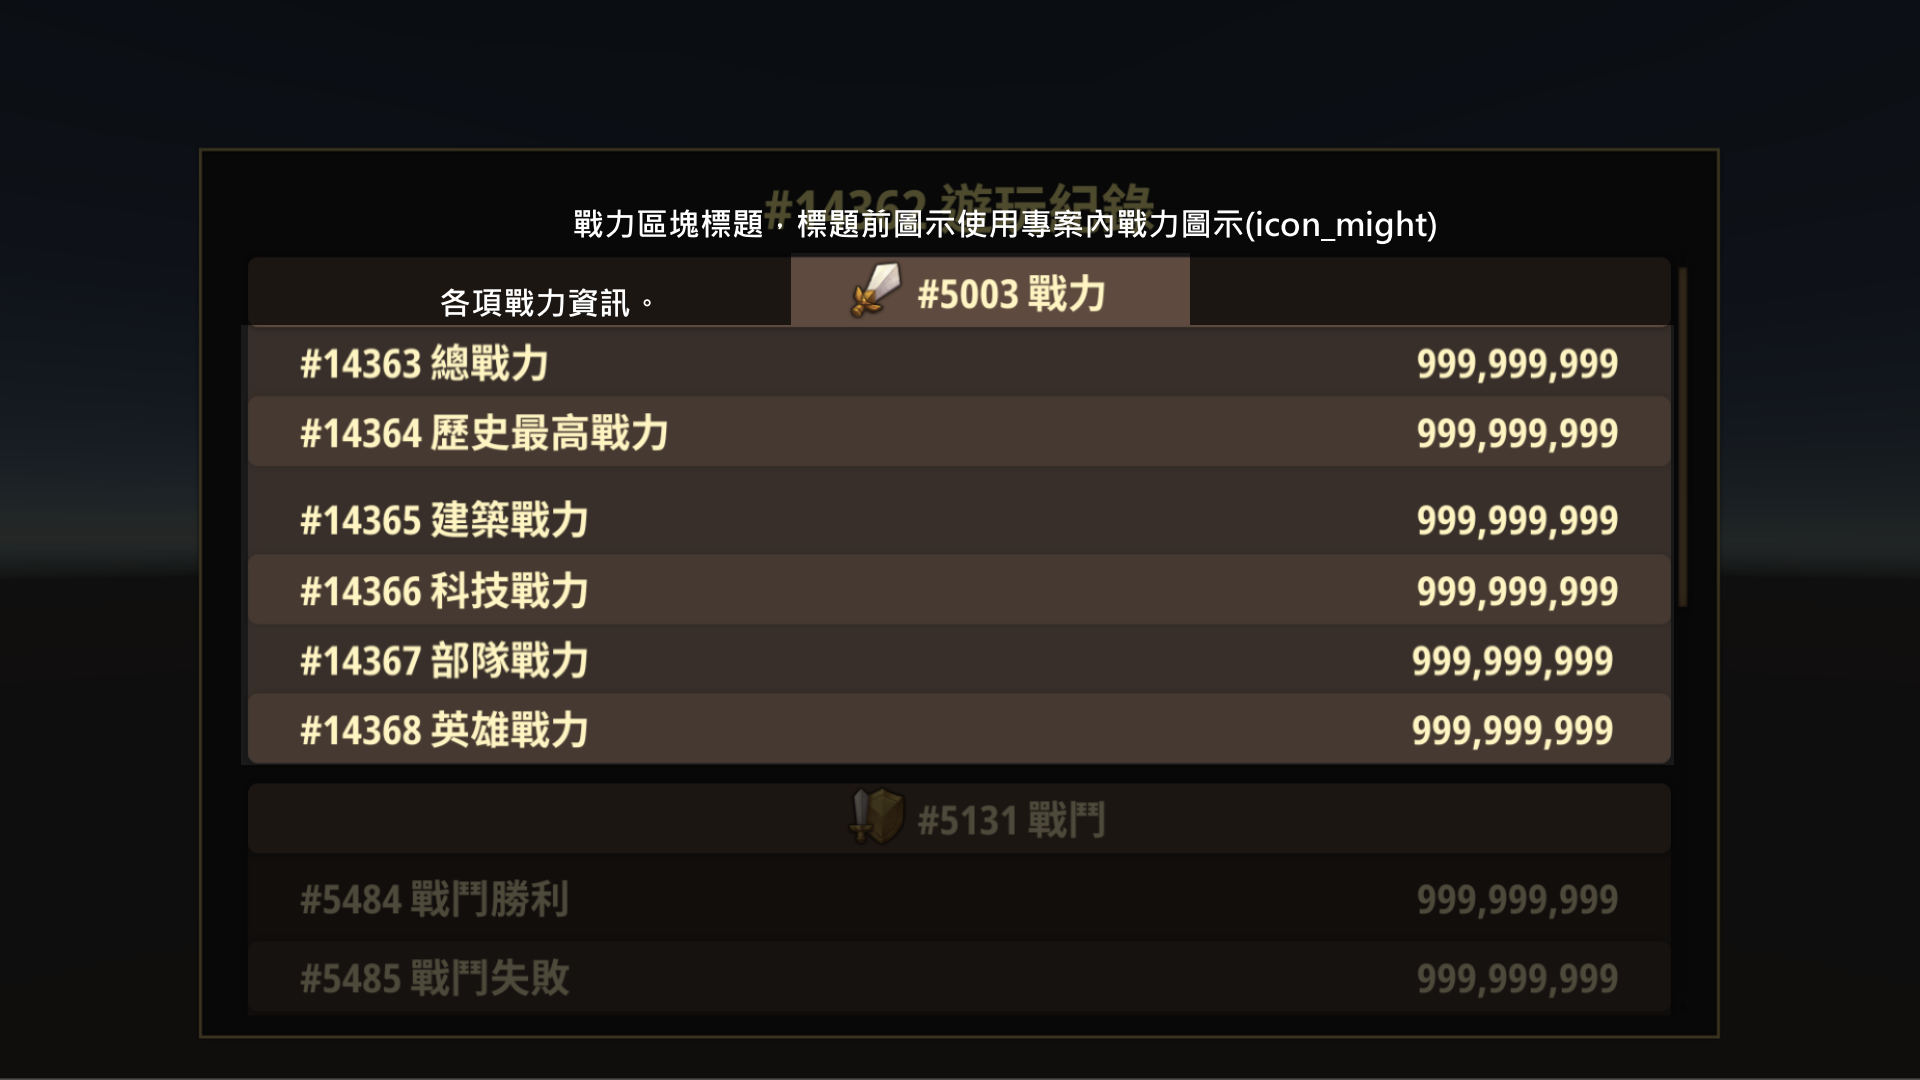 #14362 遊玩紀錄
戰力區塊標題，標題前圖示使用專案內戰力圖示(icon_might)
#5003 戰力
各項戰力資訊。
#14363 總戰力 999,999,999
#14364 歷史最高戰力 999,999,999
#14365 建築戰力 999,999,999
#14366 科技戰力 999,999,999
#14367 部隊戰力 999,999,999
#14368 英雄戰力 999,999,999
#5131 戰鬥
#5484 戰鬥勝利 999,999,999
#5485 戰鬥失敗 999,999,999